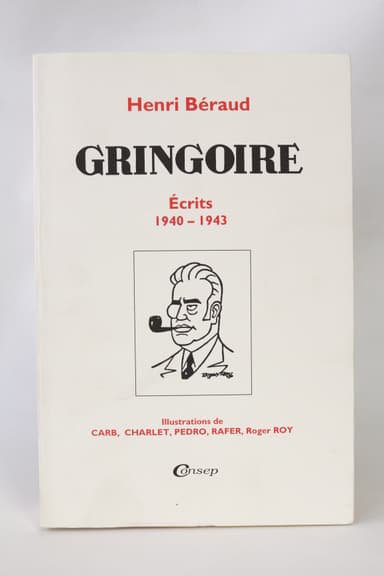 Henri Béraud
GRINGOIRE
Écrits
1940 – 1943
Illustrations de
CARB, CHARLET, PEDRO, RAFER, Roger ROY
Consep